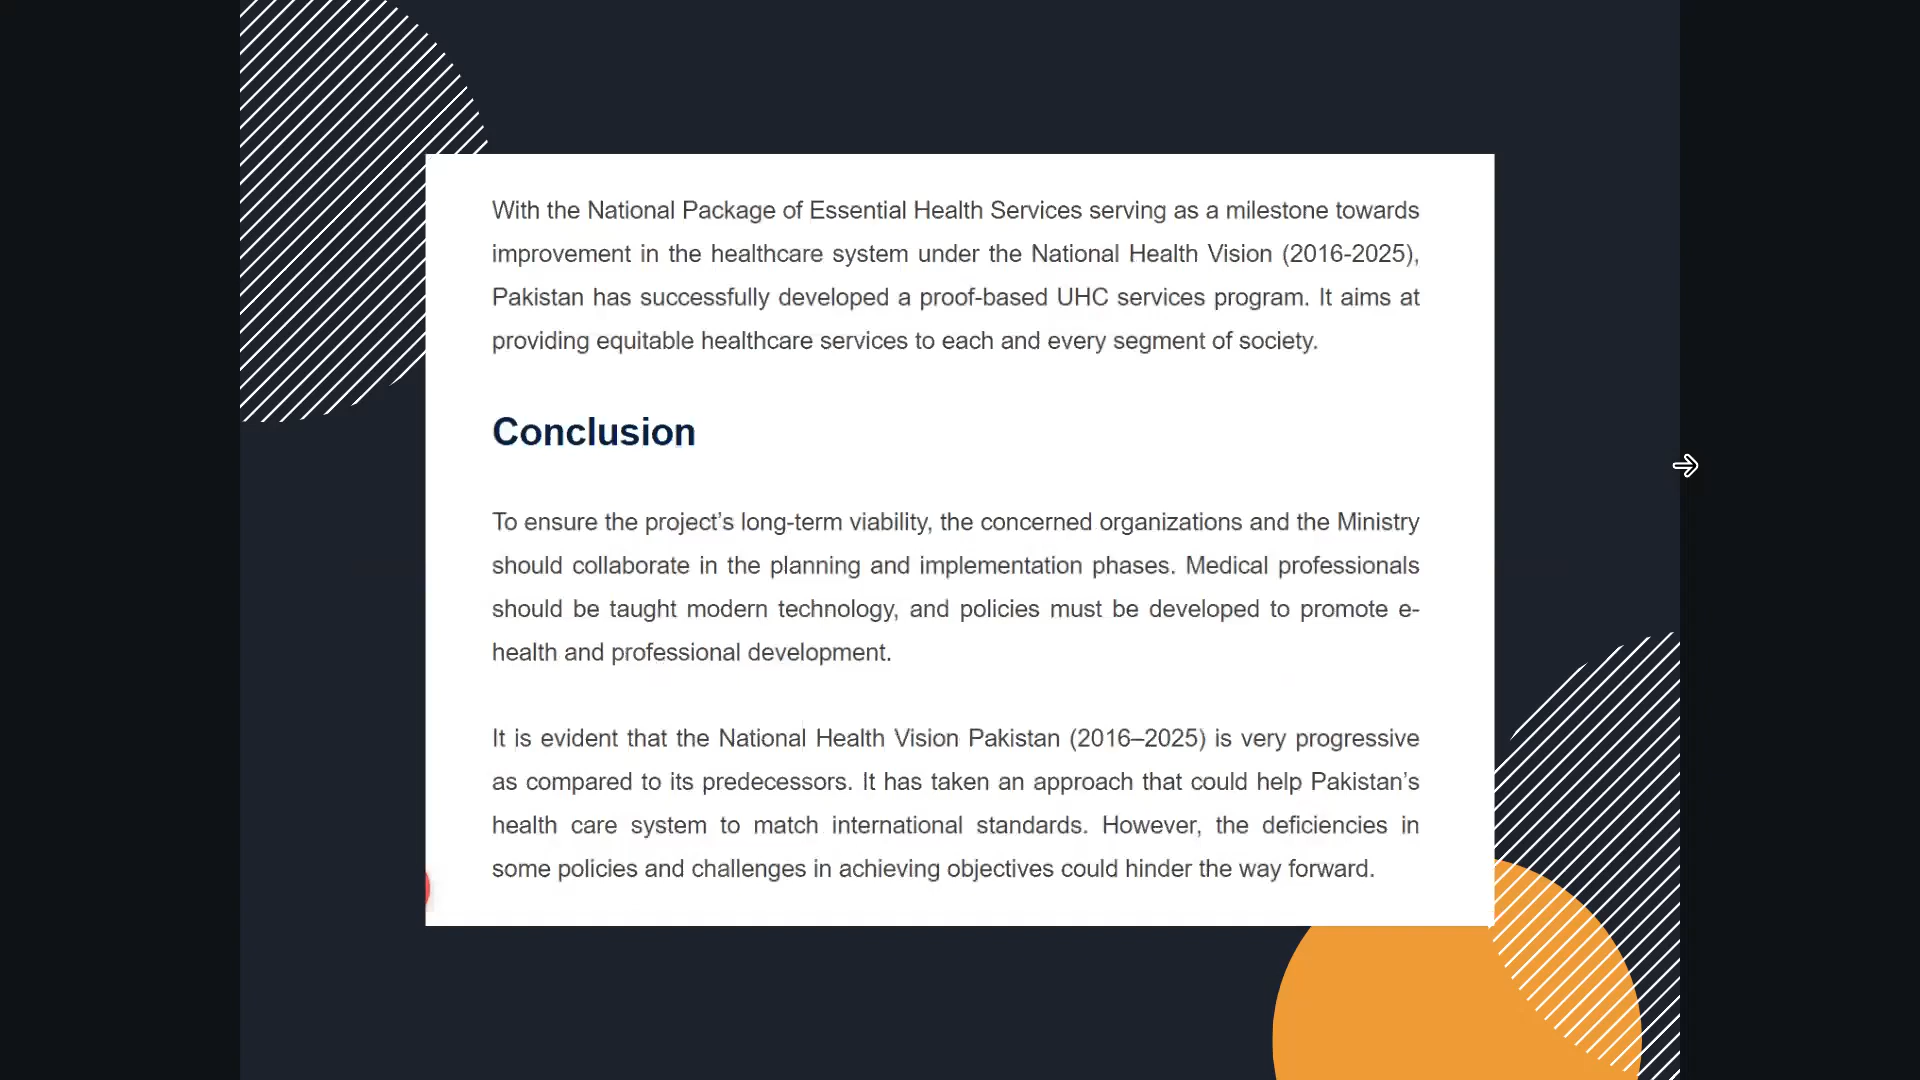 With the National Package of Essential Health Services serving as a milestone towards
improvement in the healthcare system under the National Health Vision (2016-2025),
Pakistan has successfully developed a proof-based UHC services program. It aims at
providing equitable healthcare services to each and every segment of society.
Conclusion
To ensure the project’s long-term viability, the concerned organizations and the Ministry
should collaborate in the planning and implementation phases. Medical professionals
should be taught modern technology, and policies must be developed to promote e-
health and professional development.
It is evident that the National Health Vision Pakistan (2016–2025) is very progressive
as compared to its predecessors. It has taken an approach that could help Pakistan’s
health care system to match international standards. However, the deficiencies in
some policies and challenges in achieving objectives could hinder the way forward.